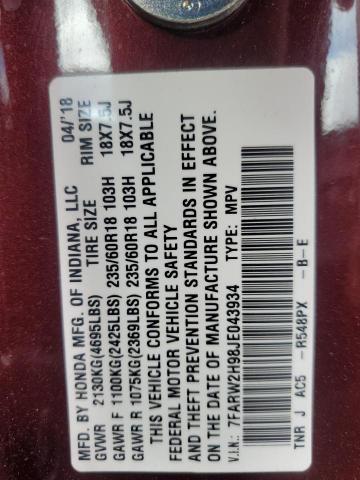 MFD. BY HONDA MFG. OF INDIANA, LLC 04/'18
TIRE SIZE RIM SIZE
GVWR 2130KG(4695LBS)
GAWR F 1100KG(2425LBS) 235/60R18 103H 18X7.5J
GAWR R 1075KG(2369LBS) 235/60R18 103H 18X7.5J
THIS VEHICLE CONFORMS TO ALL APPLICABLE
FEDERAL MOTOR VEHICLE SAFETY
AND THEFT PREVENTION STANDARDS IN EFFECT
ON THE DATE OF MANUFACTURE SHOWN ABOVE.
V.I.N.: 7FARW2H98JE043934 TYPE: MPV
TNR J AC5 -R548PX -B-E